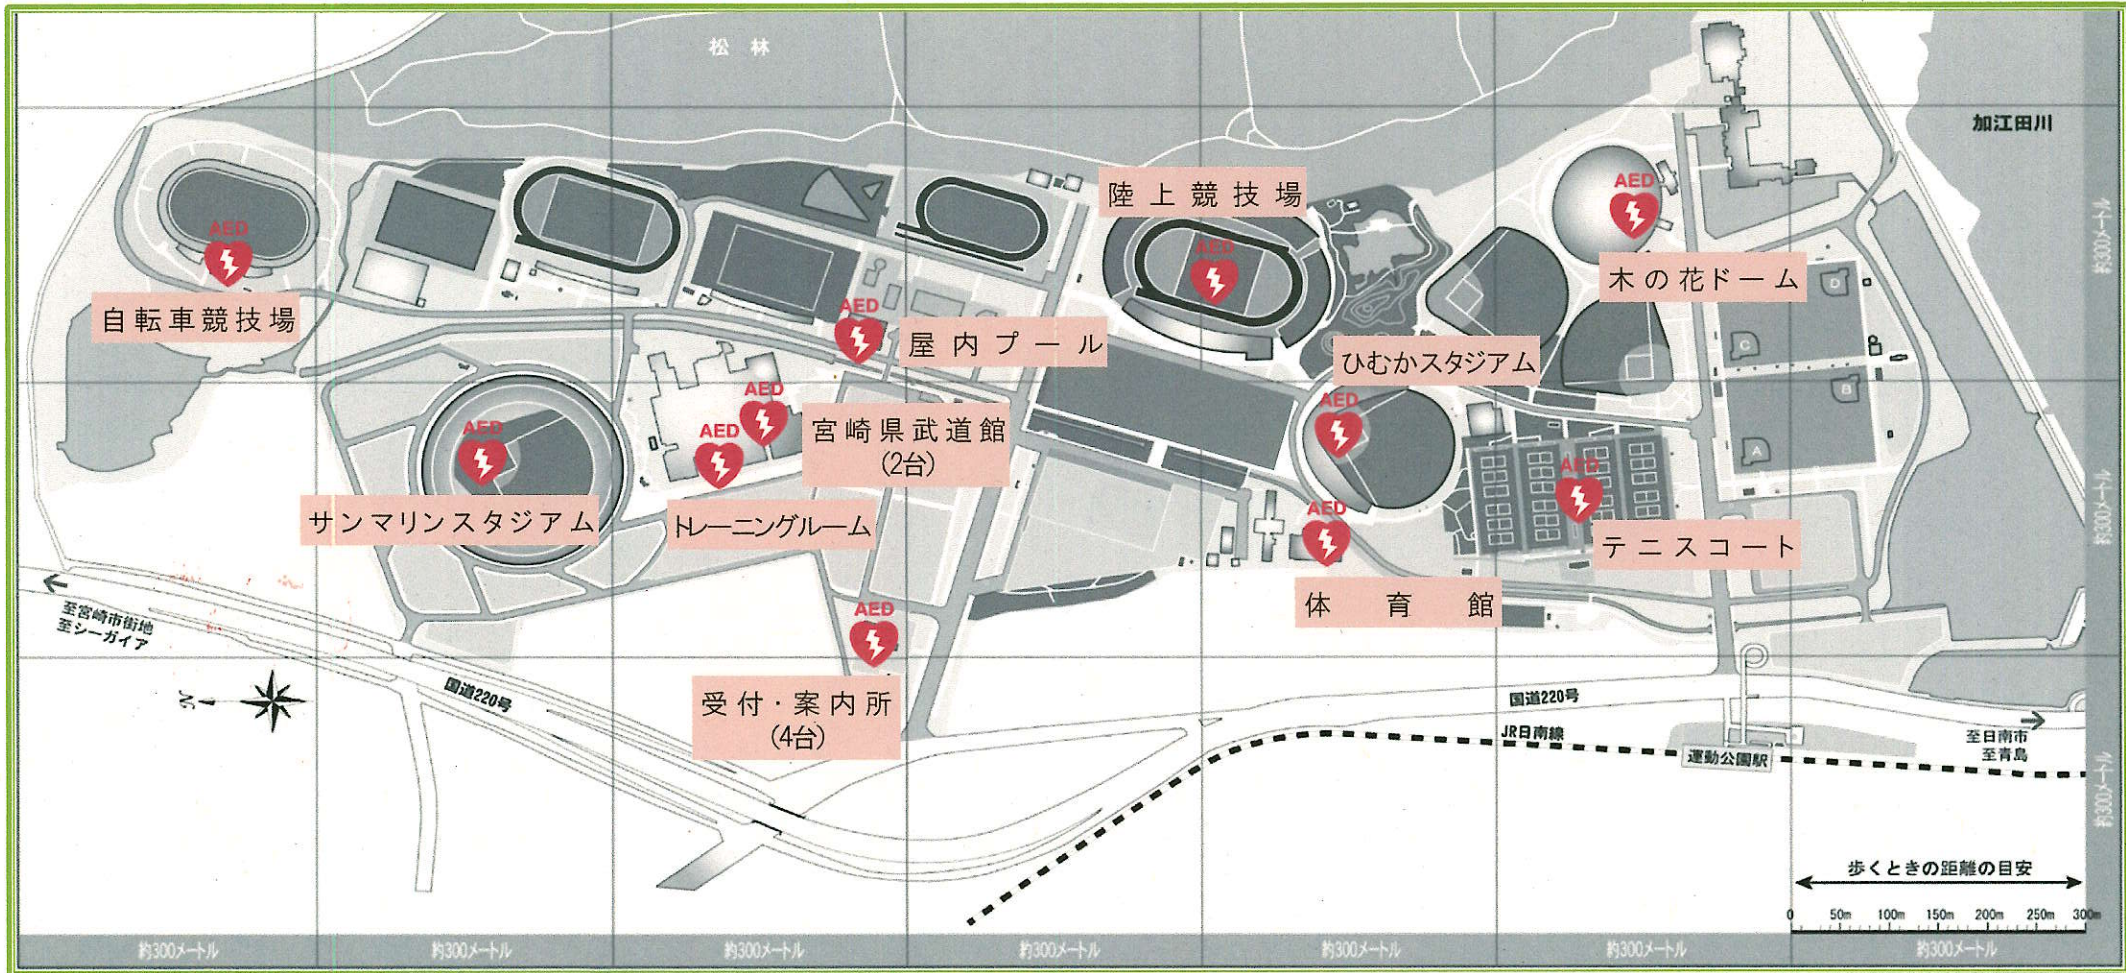 松林
加江田川
陸上競技場
AED
AED
木の花ドーム
AED
自転車競技場
AED
屋内プール
ひむかスタジアム
AED
AED
宮崎県武道館
(2台)
AED
AED
サンマリンスタジアム
トレーニングルーム
AED
テニスコート
AED
体育館
AED
受付・案内所
(4台)
D
C
B
A
至宮崎市街地
至シーガイア
N
国道220号
国道220号
JR日南線
運動公園駅
至日南市
至青島
歩くときの距離の目安
0 50m 100m 150m 200m 250m 300m
約300メートル
約300メートル
約300メートル
約300メートル
約300メートル
約300メートル
約300メートル
約300メートル
約300メートル
約300メートル